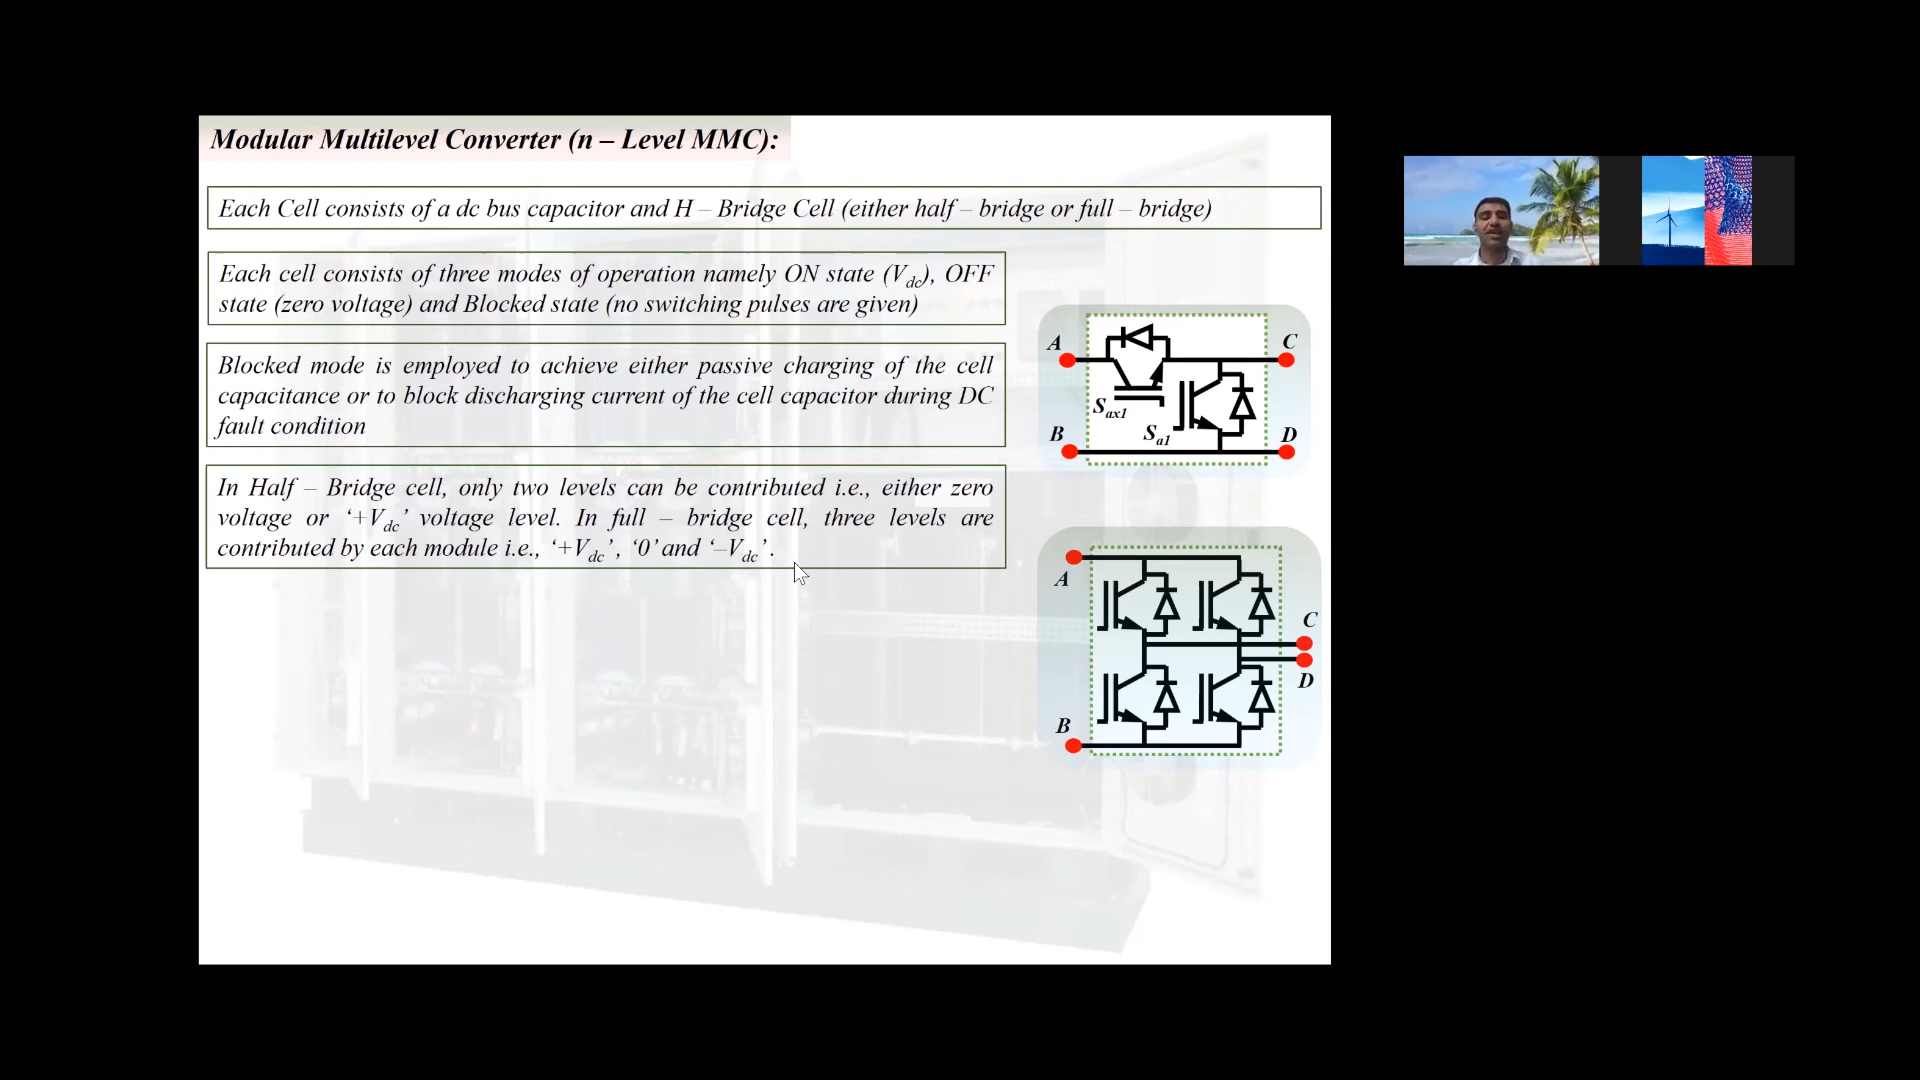 Modular Multilevel Converter (n – Level MMC):
Each Cell consists of a dc bus capacitor and H – Bridge Cell (either half – bridge or full – bridge)
Each cell consists of three modes of operation namely ON state (Vdc), OFF
state (zero voltage) and Blocked state (no switching pulses are given)
Blocked mode is employed to achieve either passive charging of the cell
capacitance or to block discharging current of the cell capacitor during DC
fault condition
In Half – Bridge cell, only two levels can be contributed i.e., either zero
voltage or ‘+Vdc’ voltage level. In full – bridge cell, three levels are
contributed by each module i.e., ‘+Vdc’, ‘0’ and ‘–Vdc’.
A
C
Sax1
Sa1
B
D
A
C
D
B